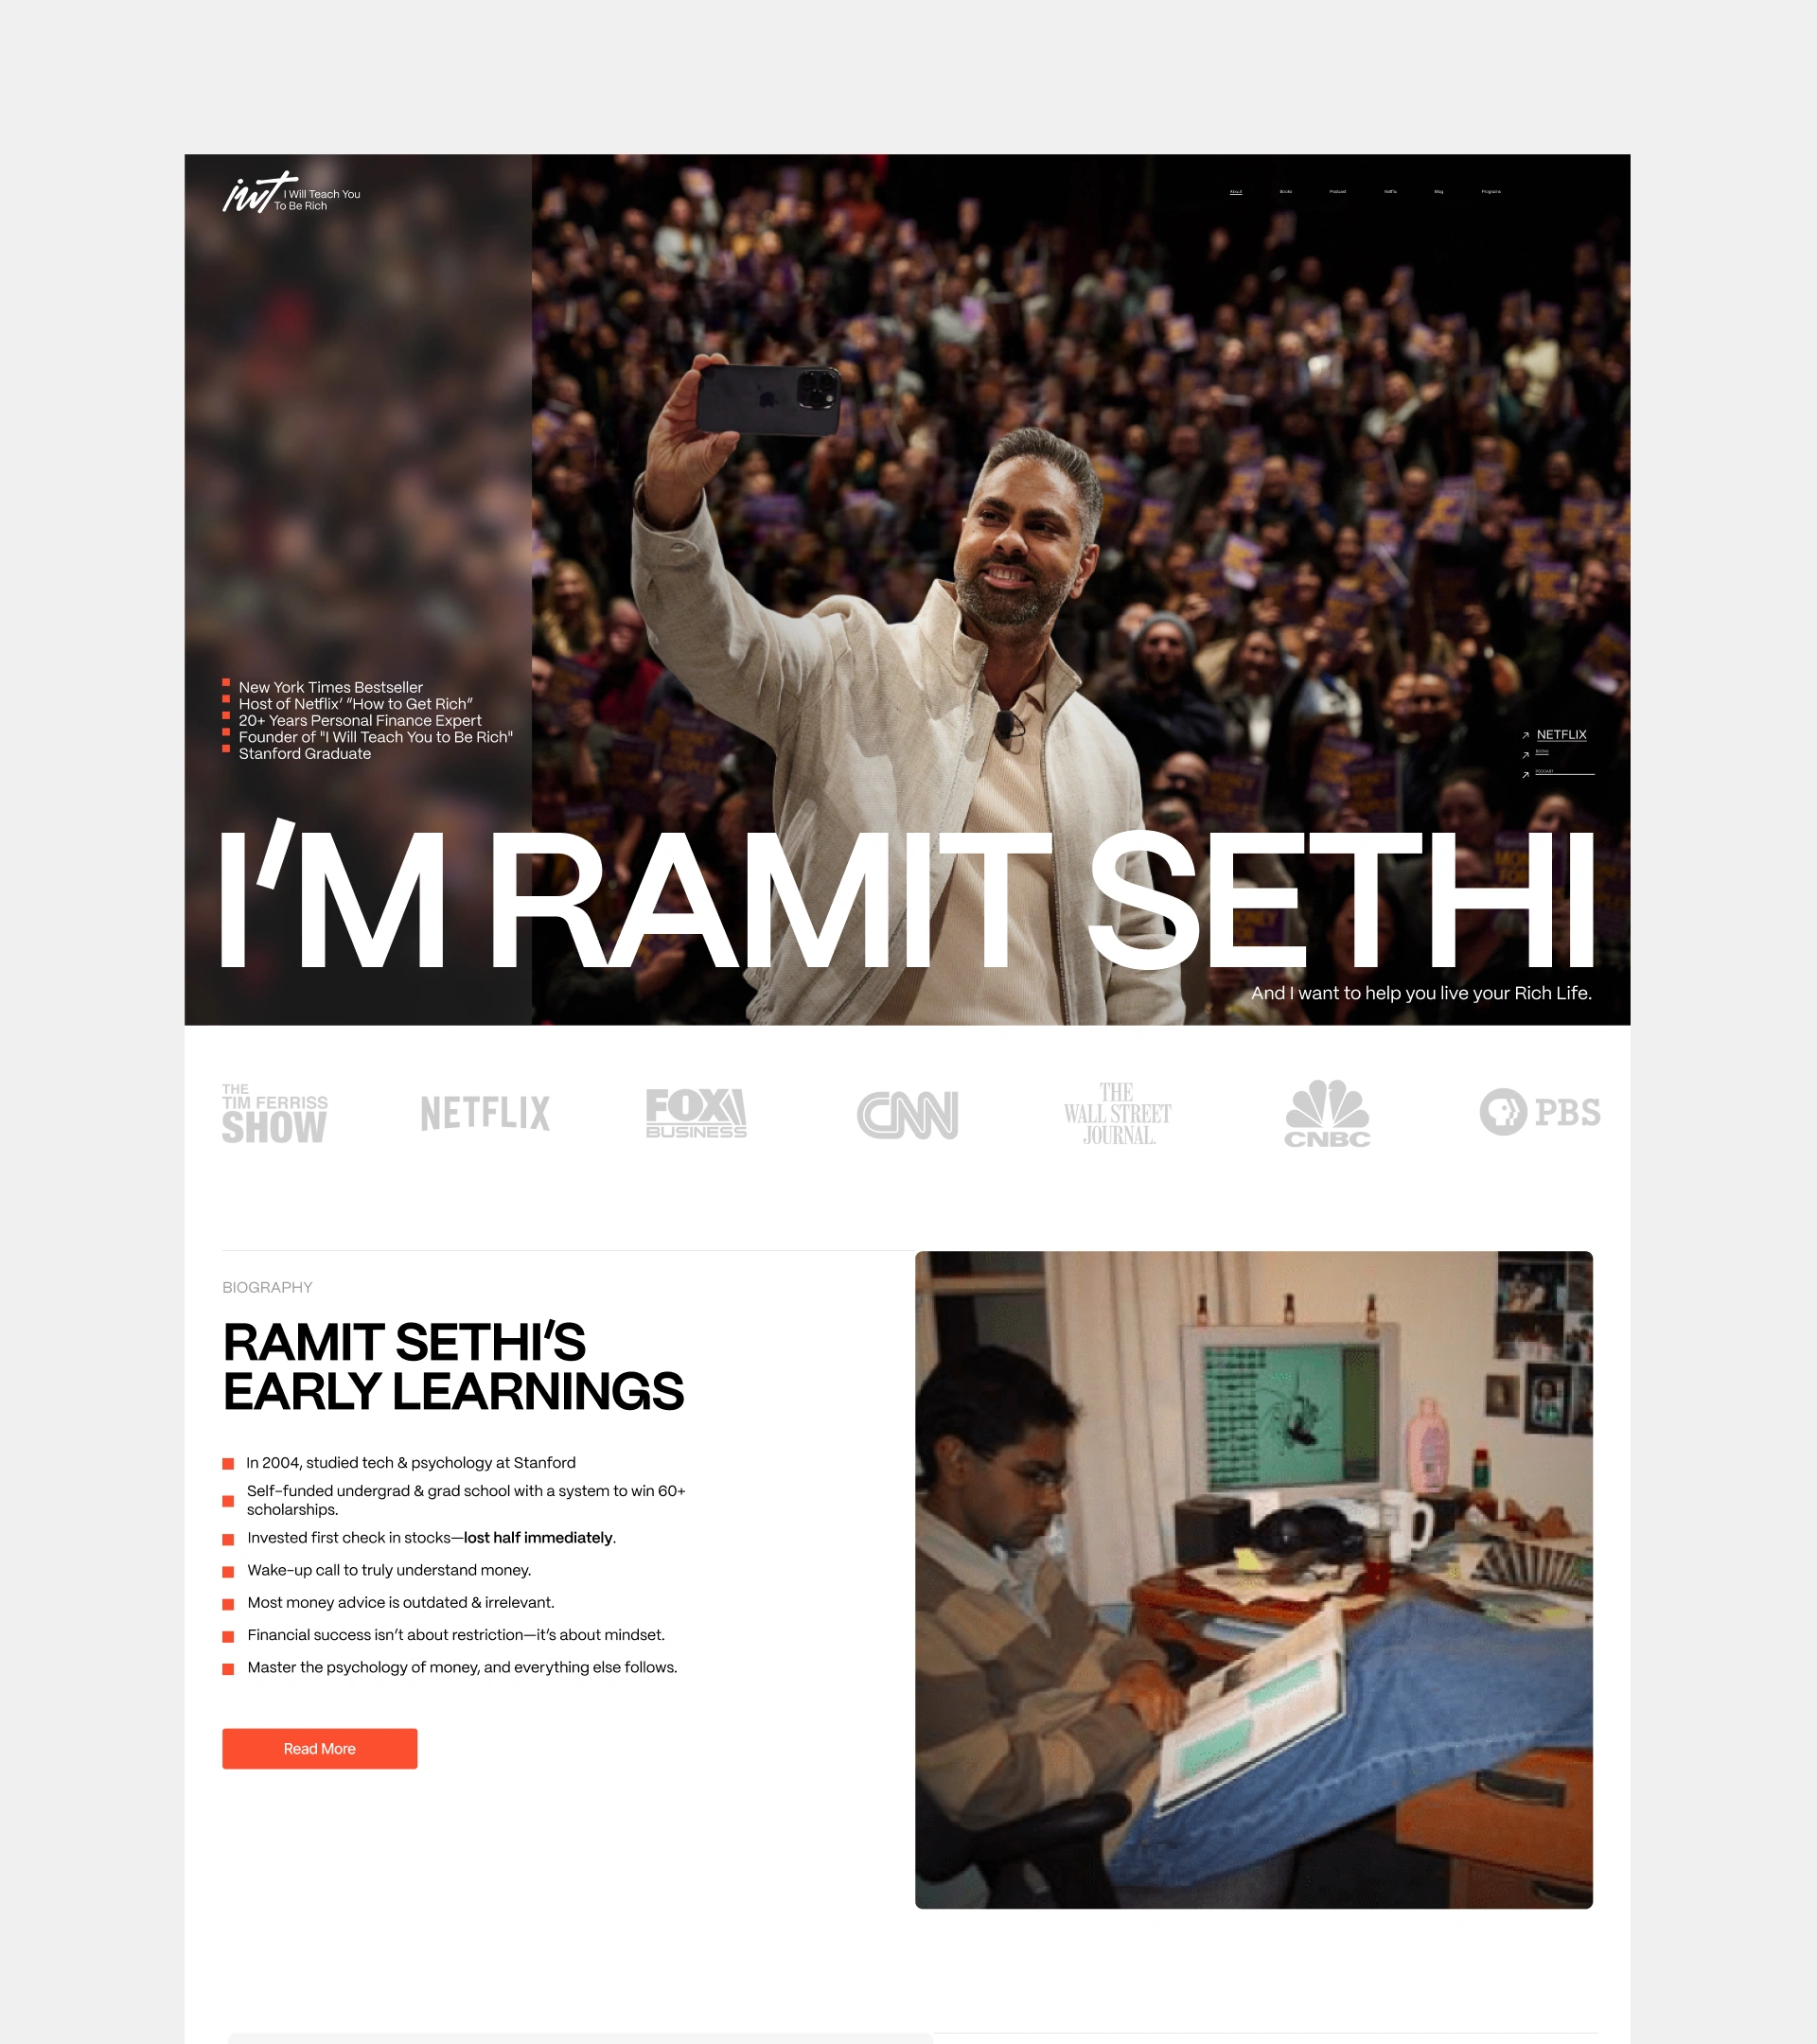 iwt I Will Teach You
To Be Rich
About Books Podcast Netflix Blog Programs
New York Times Bestseller
Host of Netflix’ “How to Get Rich”
20+ Years Personal Finance Expert
Founder of "I Will Teach You to Be Rich"
Stanford Graduate
NETFLIX
BOOKS
PODCAST
I’M RAMIT SETHI
And I want to help you live your Rich Life.
THE
TIM FERRISS
SHOW
NETFLIX
FOX
BUSINESS
CNN
THE
WALL STREET
JOURNAL.
CNBC
PBS
BIOGRAPHY
RAMIT SETHI’S
EARLY LEARNINGS
In 2004, studied tech & psychology at Stanford
Self-funded undergrad & grad school with a system to win 60+
scholarships.
Invested first check in stocks—lost half immediately.
Wake-up call to truly understand money.
Most money advice is outdated & irrelevant.
Financial success isn’t about restriction—it’s about mindset.
Master the psychology of money, and everything else follows.
Read More